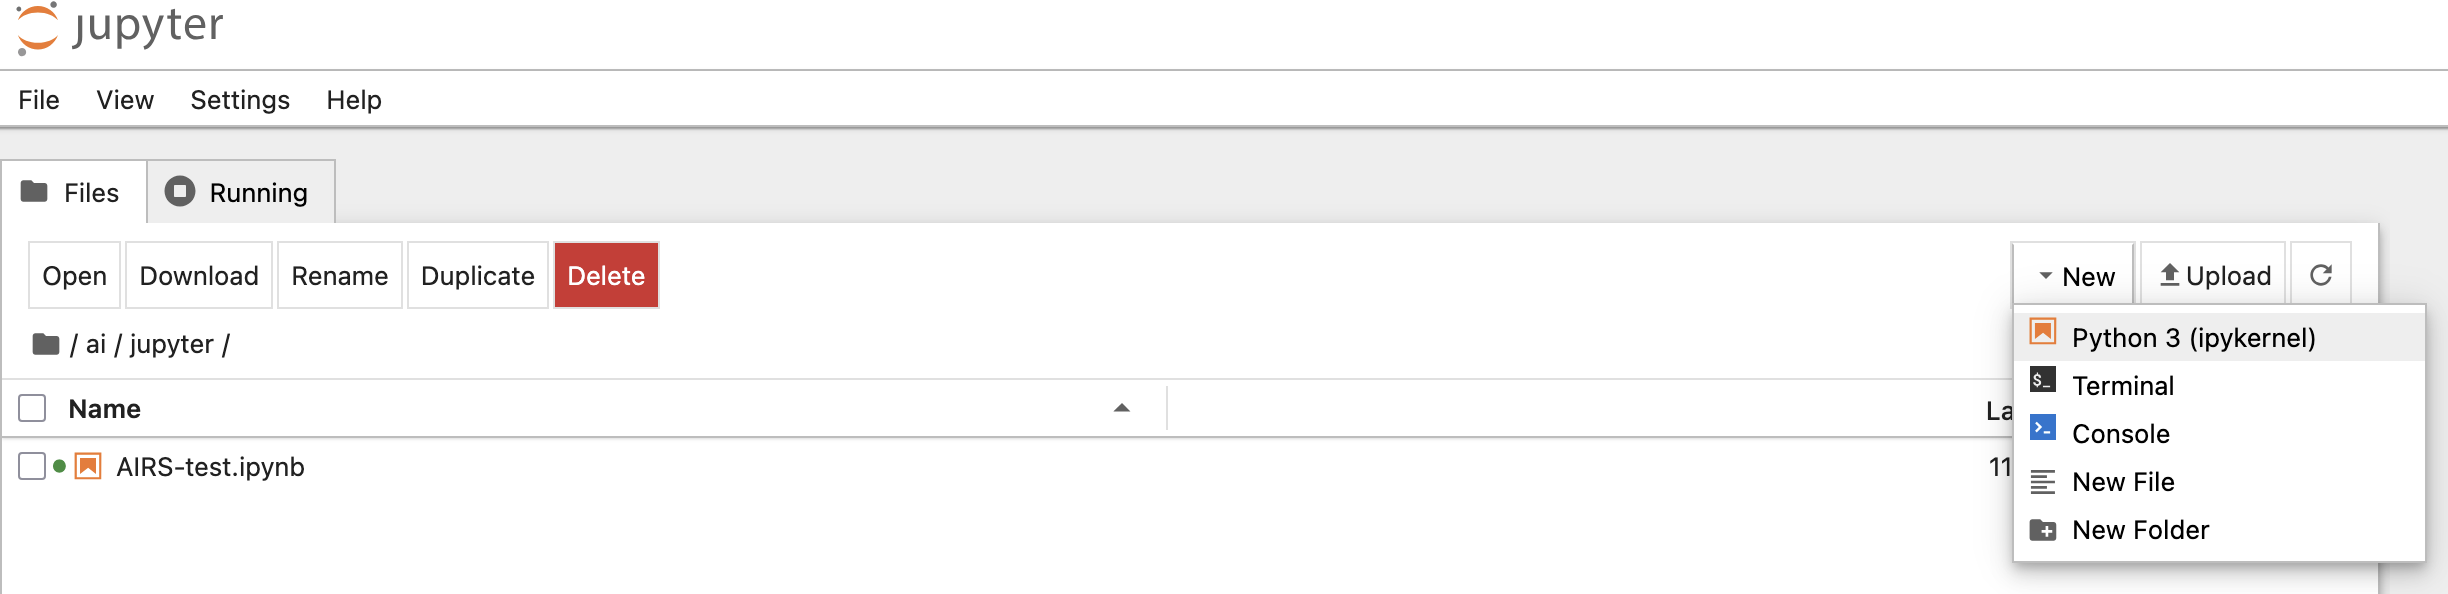 jupyter
File View Settings Help
Files Running
Open Download Rename Duplicate Delete New Upload
/ ai / jupyter /
Python 3 (ipykernel)
$_ Terminal
Name La
>_ Console
AIRS-test.ipynb 11
New File
New Folder